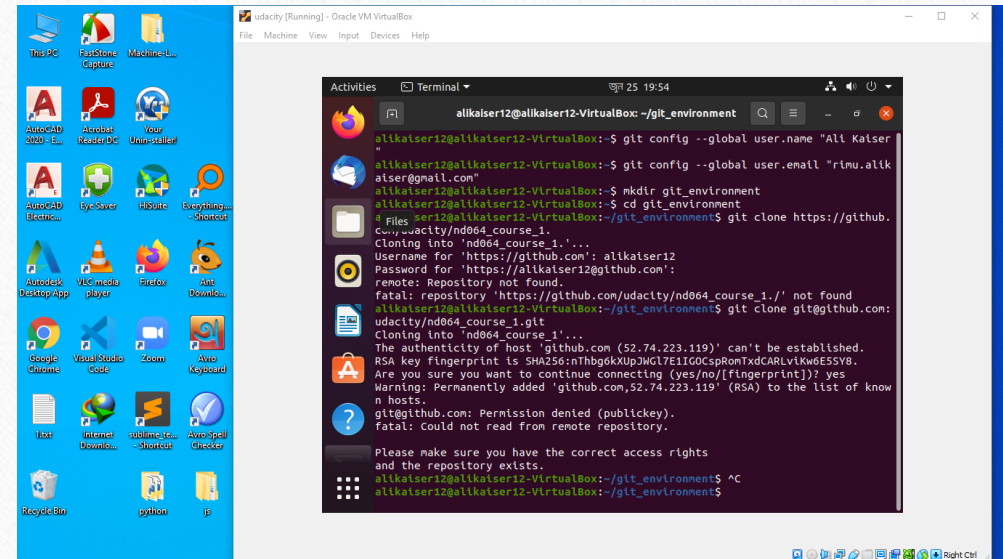 udacity [Running] - Oracle VM VirtualBox
File Machine View Input Devices Help
This PC
FastStone Capture
Machine-L...
AutoCAD 2020 - E...
Acrobat Reader DC
Your Unin-staller!
AutoCAD Electric...
Eye Saver
HiSuite
Everything.... - Shortcut
Autodesk Desktop App
VLC media player
Firefox
Ant Downlo...
Google Chrome
Visual Studio Code
Zoom
Avro Keyboard
1.txt
Internet Downlo...
sublime_te... - Shortcut
Avro Spell Checker
Recycle Bin
python
js
Activities Terminal জুন 25 19:54
alikaiser12@alikaiser12-VirtualBox: ~/git_environment
alikaiser12@alikaiser12-VirtualBox:~$ git config --global user.name "Ali Kaiser
"
alikaiser12@alikaiser12-VirtualBox:~$ git config --global user.email "rimu.alik
aiser@gmail.com"
alikaiser12@alikaiser12-VirtualBox:~$ mkdir git_environment
alikaiser12@alikaiser12-VirtualBox:~$ cd git_environment
a ser12@alikaiser12-VirtualBox:~/git_environment$ git clone https://github.
Files
com/udacity/nd064_course_1.
Cloning into 'nd064_course_1.'...
Username for 'https://github.com': alikaiser12
Password for 'https://alikaiser12@github.com':
remote: Repository not found.
fatal: repository 'https://github.com/udacity/nd064_course_1./' not found
alikaiser12@alikaiser12-VirtualBox:~/git_environment$ git clone git@github.com:
udacity/nd064_course_1.git
Cloning into 'nd064_course_1'...
The authenticity of host 'github.com (52.74.223.119)' can't be established.
RSA key fingerprint is SHA256:nThbg6kXUpJWGl7E1IGOCspRomTxdCARLviKw6E5SY8.
Are you sure you want to continue connecting (yes/no/[fingerprint])? yes
Warning: Permanently added 'github.com,52.74.223.119' (RSA) to the list of know
n hosts.
git@github.com: Permission denied (publickey).
fatal: Could not read from remote repository.
Please make sure you have the correct access rights
and the repository exists.
alikaiser12@alikaiser12-VirtualBox:~/git_environment$ ^C
alikaiser12@alikaiser12-VirtualBox:~/git_environment$
Right Ctrl